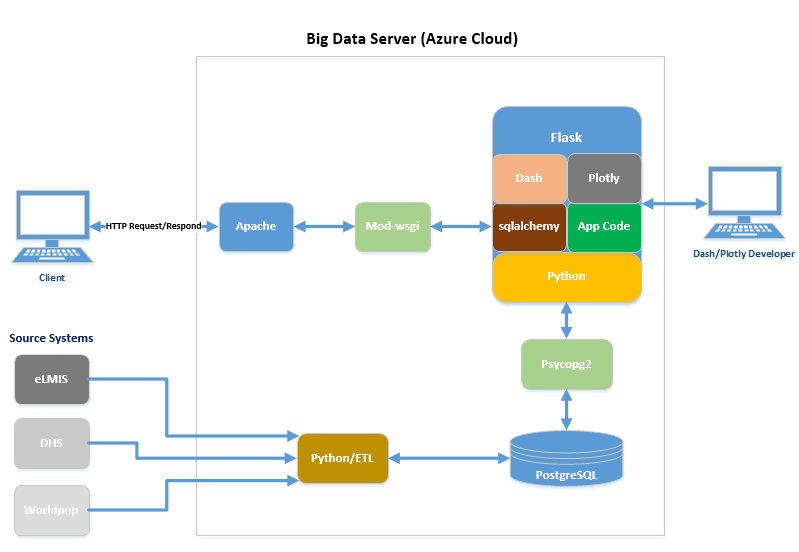 Big Data Server (Azure Cloud)
Flask
Dash
Plotly
sqlalchemy
App Code
Python
HTTP Request/Respond
Apache
Mod-wsgi
Client
Dash/Plotly Developer
Source Systems
eLMIS
DHS
Worldpop
Psycopg2
Python/ETL
PostgreSQL